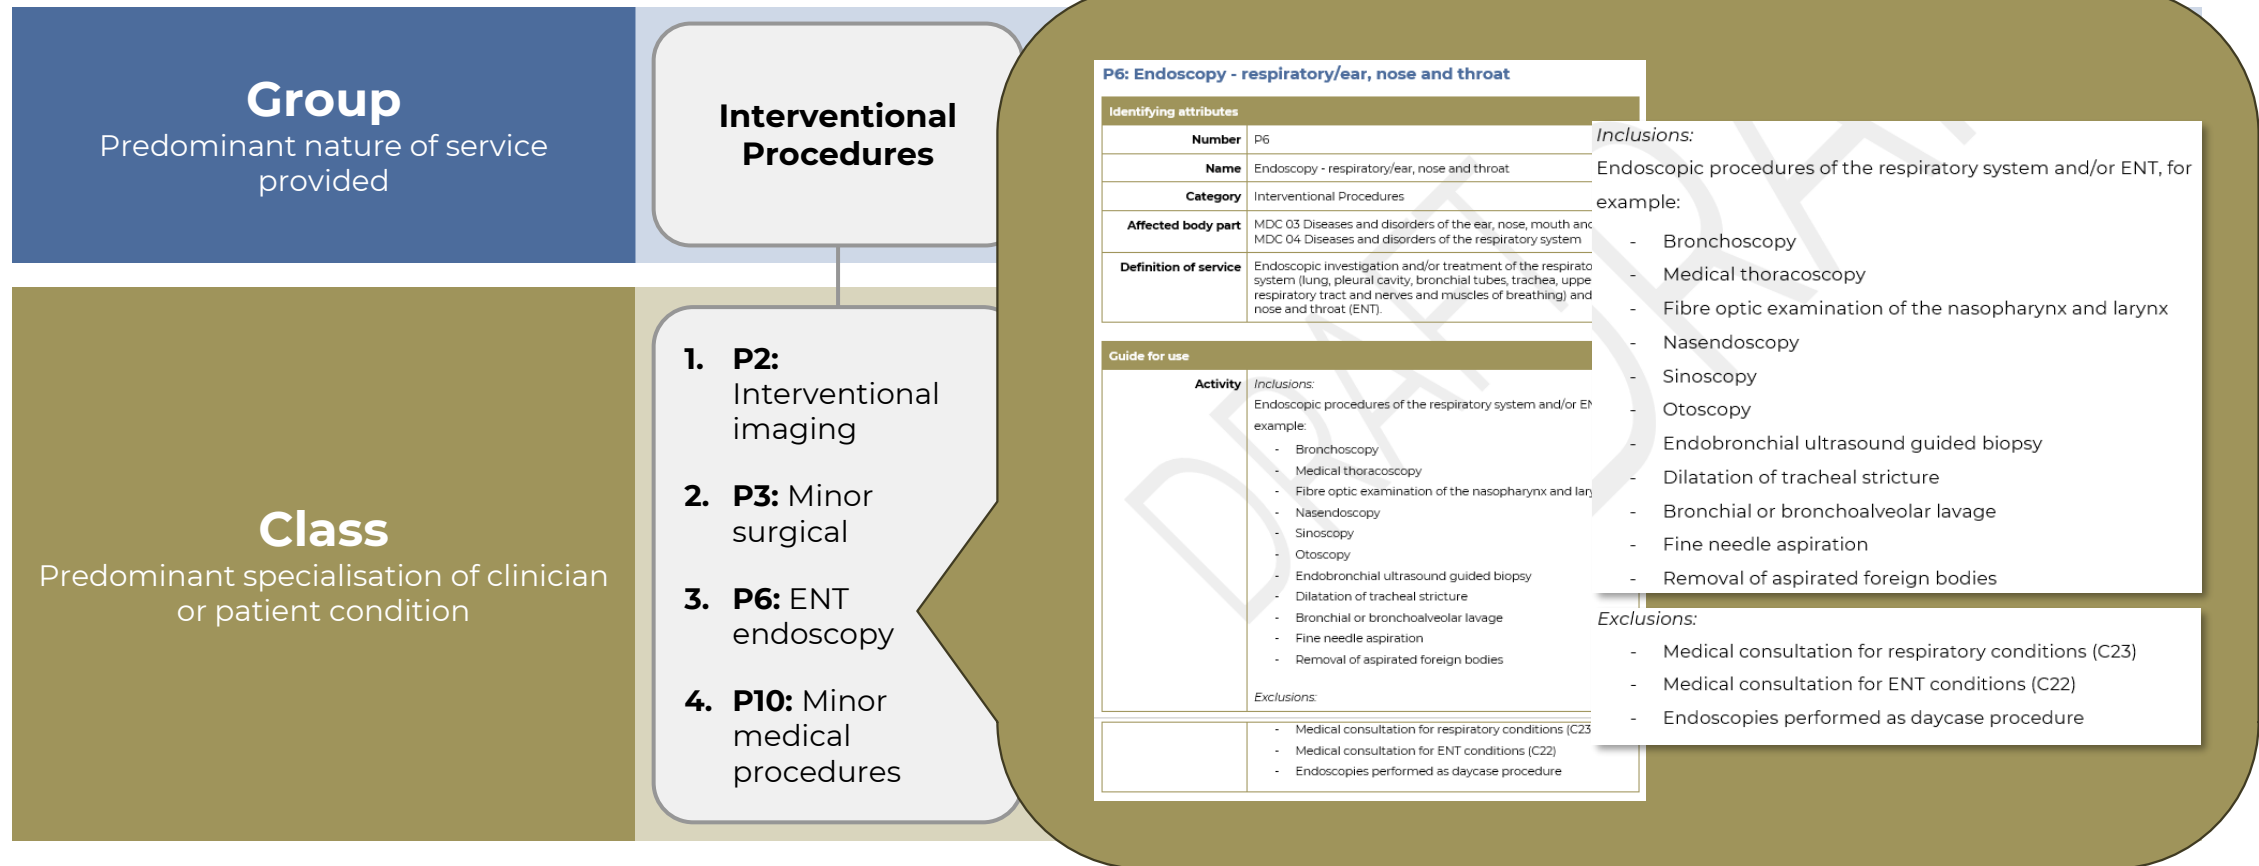 Group
Predominant nature of service
provided
Interventional
Procedures
Class
Predominant specialisation of clinician
or patient condition
1. P2:
Interventional
imaging
2. P3: Minor
surgical
3. P6: ENT
endoscopy
4. P10: Minor
medical
procedures
P6: Endoscopy - respiratory/ear, nose and throat
Identifying attributes
Number P6
Name Endoscopy - respiratory/ear, nose and throat
Category Interventional Procedures
Affected body part MDC 03 Diseases and disorders of the ear, nose, mouth and
MDC 04 Diseases and disorders of the respiratory system
Definition of service Endoscopic investigation and/or treatment of the respirato
system (lung, pleural cavity, bronchial tubes, trachea, uppe
respiratory tract and nerves and muscles of breathing) and
nose and throat (ENT).
Guide for use
Activity Inclusions:
Endoscopic procedures of the respiratory system and/or EN
example:
- Bronchoscopy
- Medical thoracoscopy
- Fibre optic examination of the nasopharynx and lary
- Nasendoscopy
- Sinoscopy
- Otoscopy
- Endobronchial ultrasound guided biopsy
- Dilatation of tracheal stricture
- Bronchial or bronchoalveolar lavage
- Fine needle aspiration
- Removal of aspirated foreign bodies
Exclusions:
- Medical consultation for respiratory conditions (C23
- Medical consultation for ENT conditions (C22)
- Endoscopies performed as daycase procedure
DRAFT
Inclusions:
Endoscopic procedures of the respiratory system and/or ENT, for
example:
- Bronchoscopy
- Medical thoracoscopy
- Fibre optic examination of the nasopharynx and larynx
- Nasendoscopy
- Sinoscopy
- Otoscopy
- Endobronchial ultrasound guided biopsy
- Dilatation of tracheal stricture
- Bronchial or bronchoalveolar lavage
- Fine needle aspiration
- Removal of aspirated foreign bodies
Exclusions:
- Medical consultation for respiratory conditions (C23)
- Medical consultation for ENT conditions (C22)
- Endoscopies performed as daycase procedure